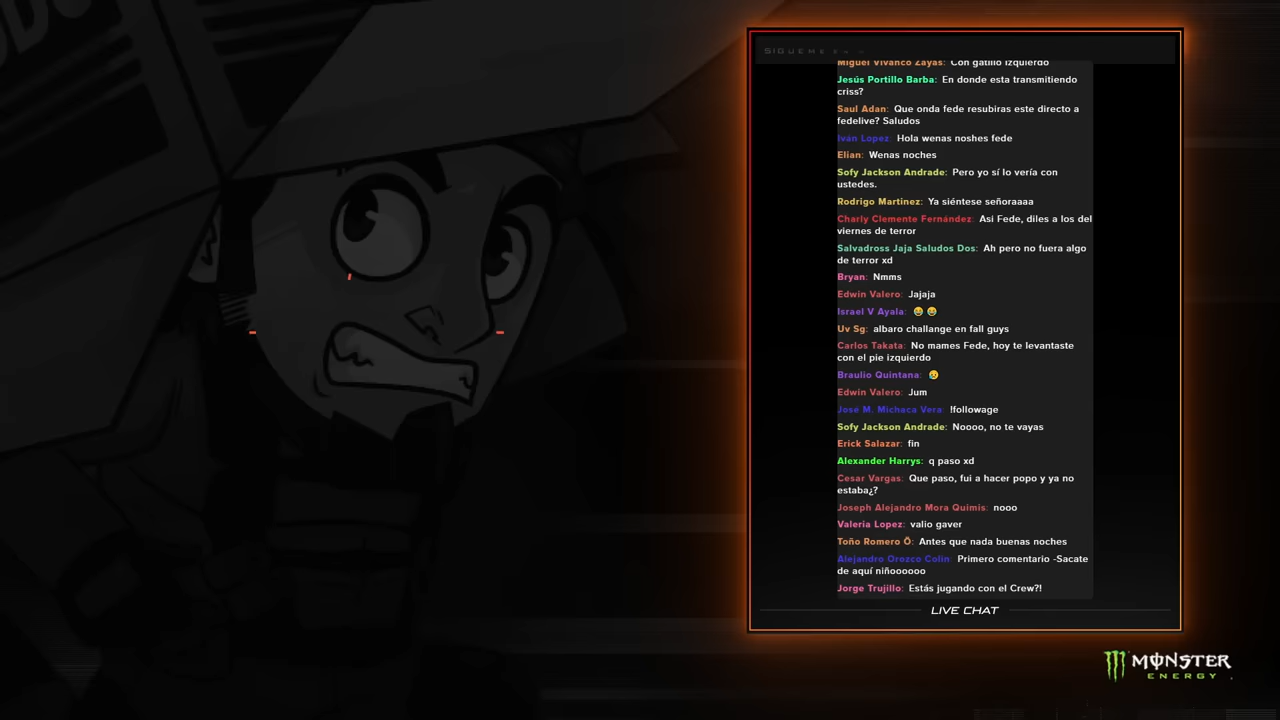 SIGUEME
Miguel Vivanco Zayas: Con gatillo izquierdo
Jesús Portillo Barba: En donde esta transmitiendo
criss?
Saul Adan: Que onda fede resubiras este directo a
fedelive? Saludos
Iván Lopez: Hola wenas noshes fede
Elian: Wenas noches
Sofy Jackson Andrade: Pero yo sí lo vería con
ustedes.
Rodrigo Martinez: Ya siéntese señoraaaa
Charly Clemente Fernández: Asi Fede, diles a los del
viernes de terror
Salvadross Jaja Saludos Dos: Ah pero no fuera algo
de terror xd
Bryan: Nmms
Edwin Valero: Jajaja
Israel V Ayala: 😂 😂
Uv Sg: albaro challange en fall guys
Carlos Takata: No mames Fede, hoy te levantaste
con el pie izquierdo
Braulio Quintana: 😥
Edwin Valero: Jum
José M. Michaca Vera: !followage
Sofy Jackson Andrade: Noooo, no te vayas
Erick Salazar: fin
Alexander Harrys: q paso xd
Cesar Vargas: Que paso, fui a hacer popo y ya no
estaba¿?
Joseph Alejandro Mora Quimis: nooo
Valeria Lopez: valio gaver
Toño Romero Ö: Antes que nada buenas noches
Alejandro Orozco Colin: Primero comentario -Sacate
de aquí niñoooooo
Jorge Trujillo: Estás jugando con el Crew?!
LIVE CHAT
MONSTER
ENERGY